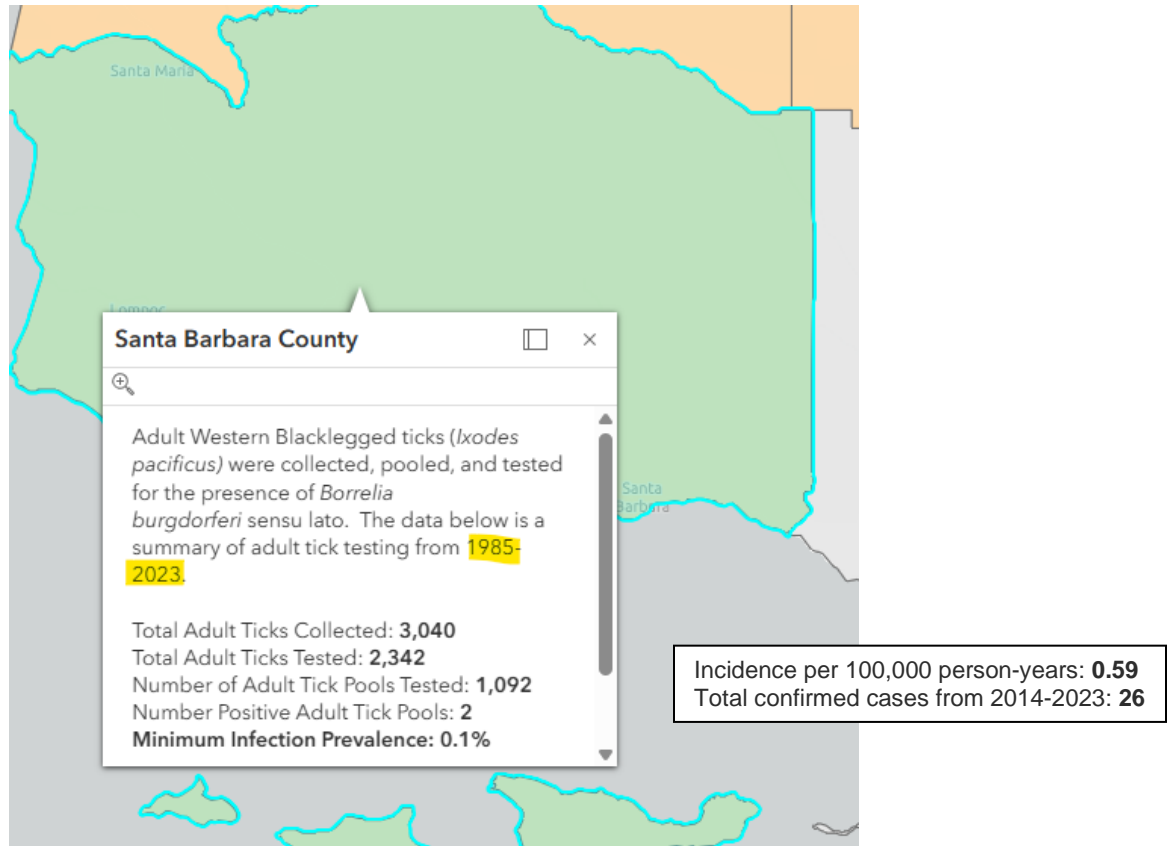 Santa Maria
Lompoc
Santa Barbara County
Adult Western Blacklegged ticks (Ixodes
pacificus) were collected, pooled, and tested
for the presence of Borrelia
burgdorferi sensu lato. The data below is a
summary of adult tick testing from 1985-
2023.
Santa
Barbara
Total Adult Ticks Collected: 3,040
Total Adult Ticks Tested: 2,342
Number of Adult Tick Pools Tested: 1,092
Number Positive Adult Tick Pools: 2
Minimum Infection Prevalence: 0.1%
Incidence per 100,000 person-years: 0.59
Total confirmed cases from 2014-2023: 26